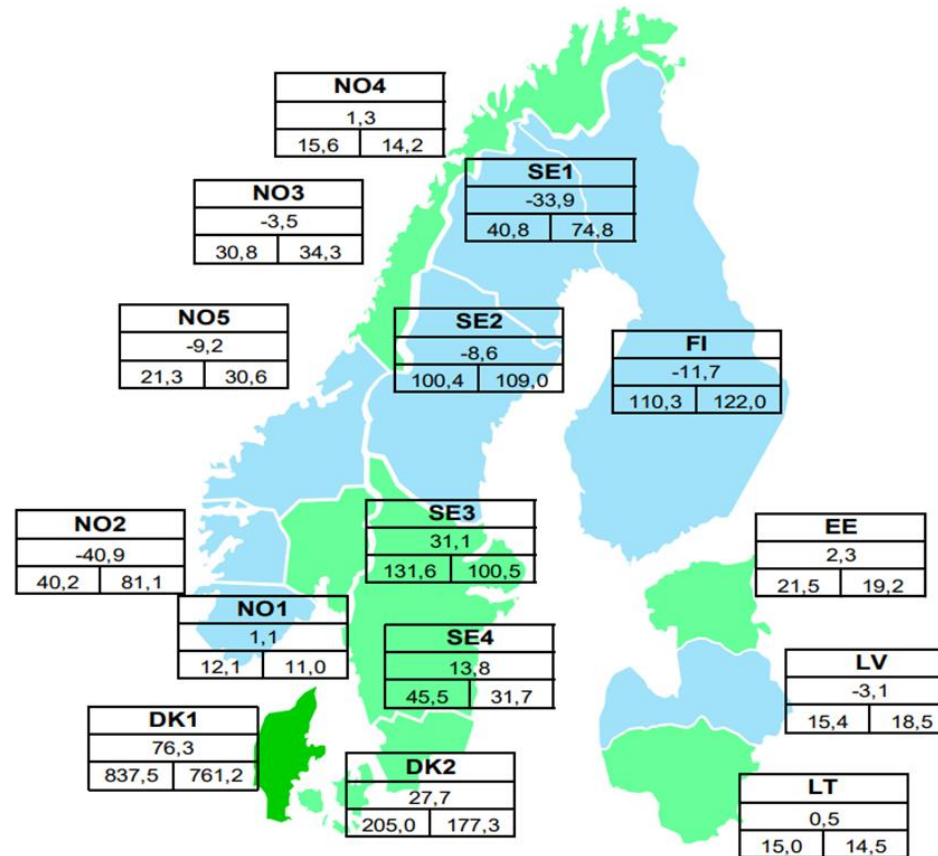 NO4
1,3
15,6 14,2
SE1
-33,9
40,8 74,8
NO3
-3,5
30,8 34,3
NO5
-9,2
21,3 30,6
SE2
-8,6
100,4 109,0
FI
-11,7
110,3 122,0
NO2
-40,9
40,2 81,1
SE3
31,1
131,6 100,5
EE
2,3
21,5 19,2
NO1
1,1
12,1 11,0
SE4
13,8
45,5 31,7
LV
-3,1
15,4 18,5
DK1
76,3
837,5 761,2
DK2
27,7
205,0 177,3
LT
0,5
15,0 14,5